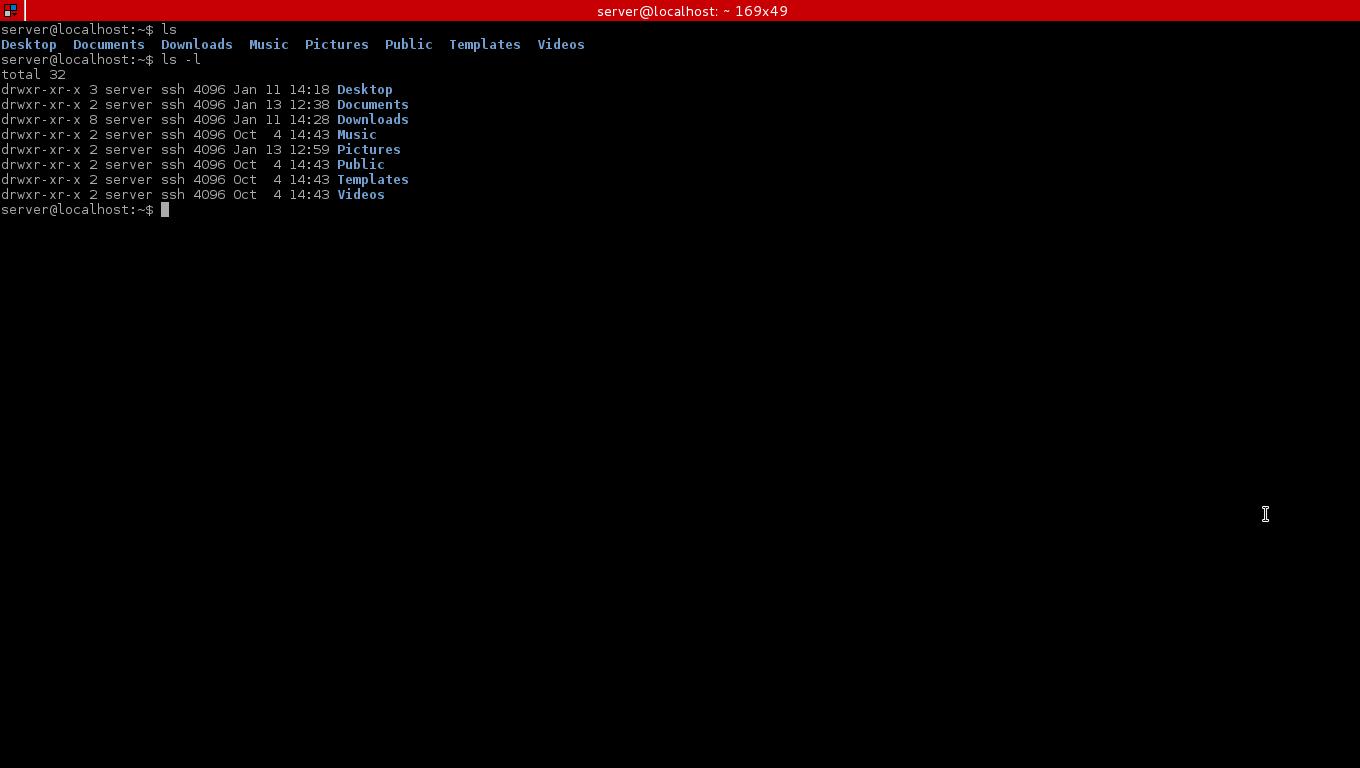 server@localhost: ~ 169x49
server@localhost:~$ ls
Desktop  Documents  Downloads  Music  Pictures  Public  Templates  Videos
server@localhost:~$ ls -l
total 32
drwxr-xr-x 3 server ssh 4096 Jan 11 14:18 Desktop
drwxr-xr-x 2 server ssh 4096 Jan 13 12:38 Documents
drwxr-xr-x 8 server ssh 4096 Jan 11 14:28 Downloads
drwxr-xr-x 2 server ssh 4096 Oct  4 14:43 Music
drwxr-xr-x 2 server ssh 4096 Jan 13 12:59 Pictures
drwxr-xr-x 2 server ssh 4096 Oct  4 14:43 Public
drwxr-xr-x 2 server ssh 4096 Oct  4 14:43 Templates
drwxr-xr-x 2 server ssh 4096 Oct  4 14:43 Videos
server@localhost:~$